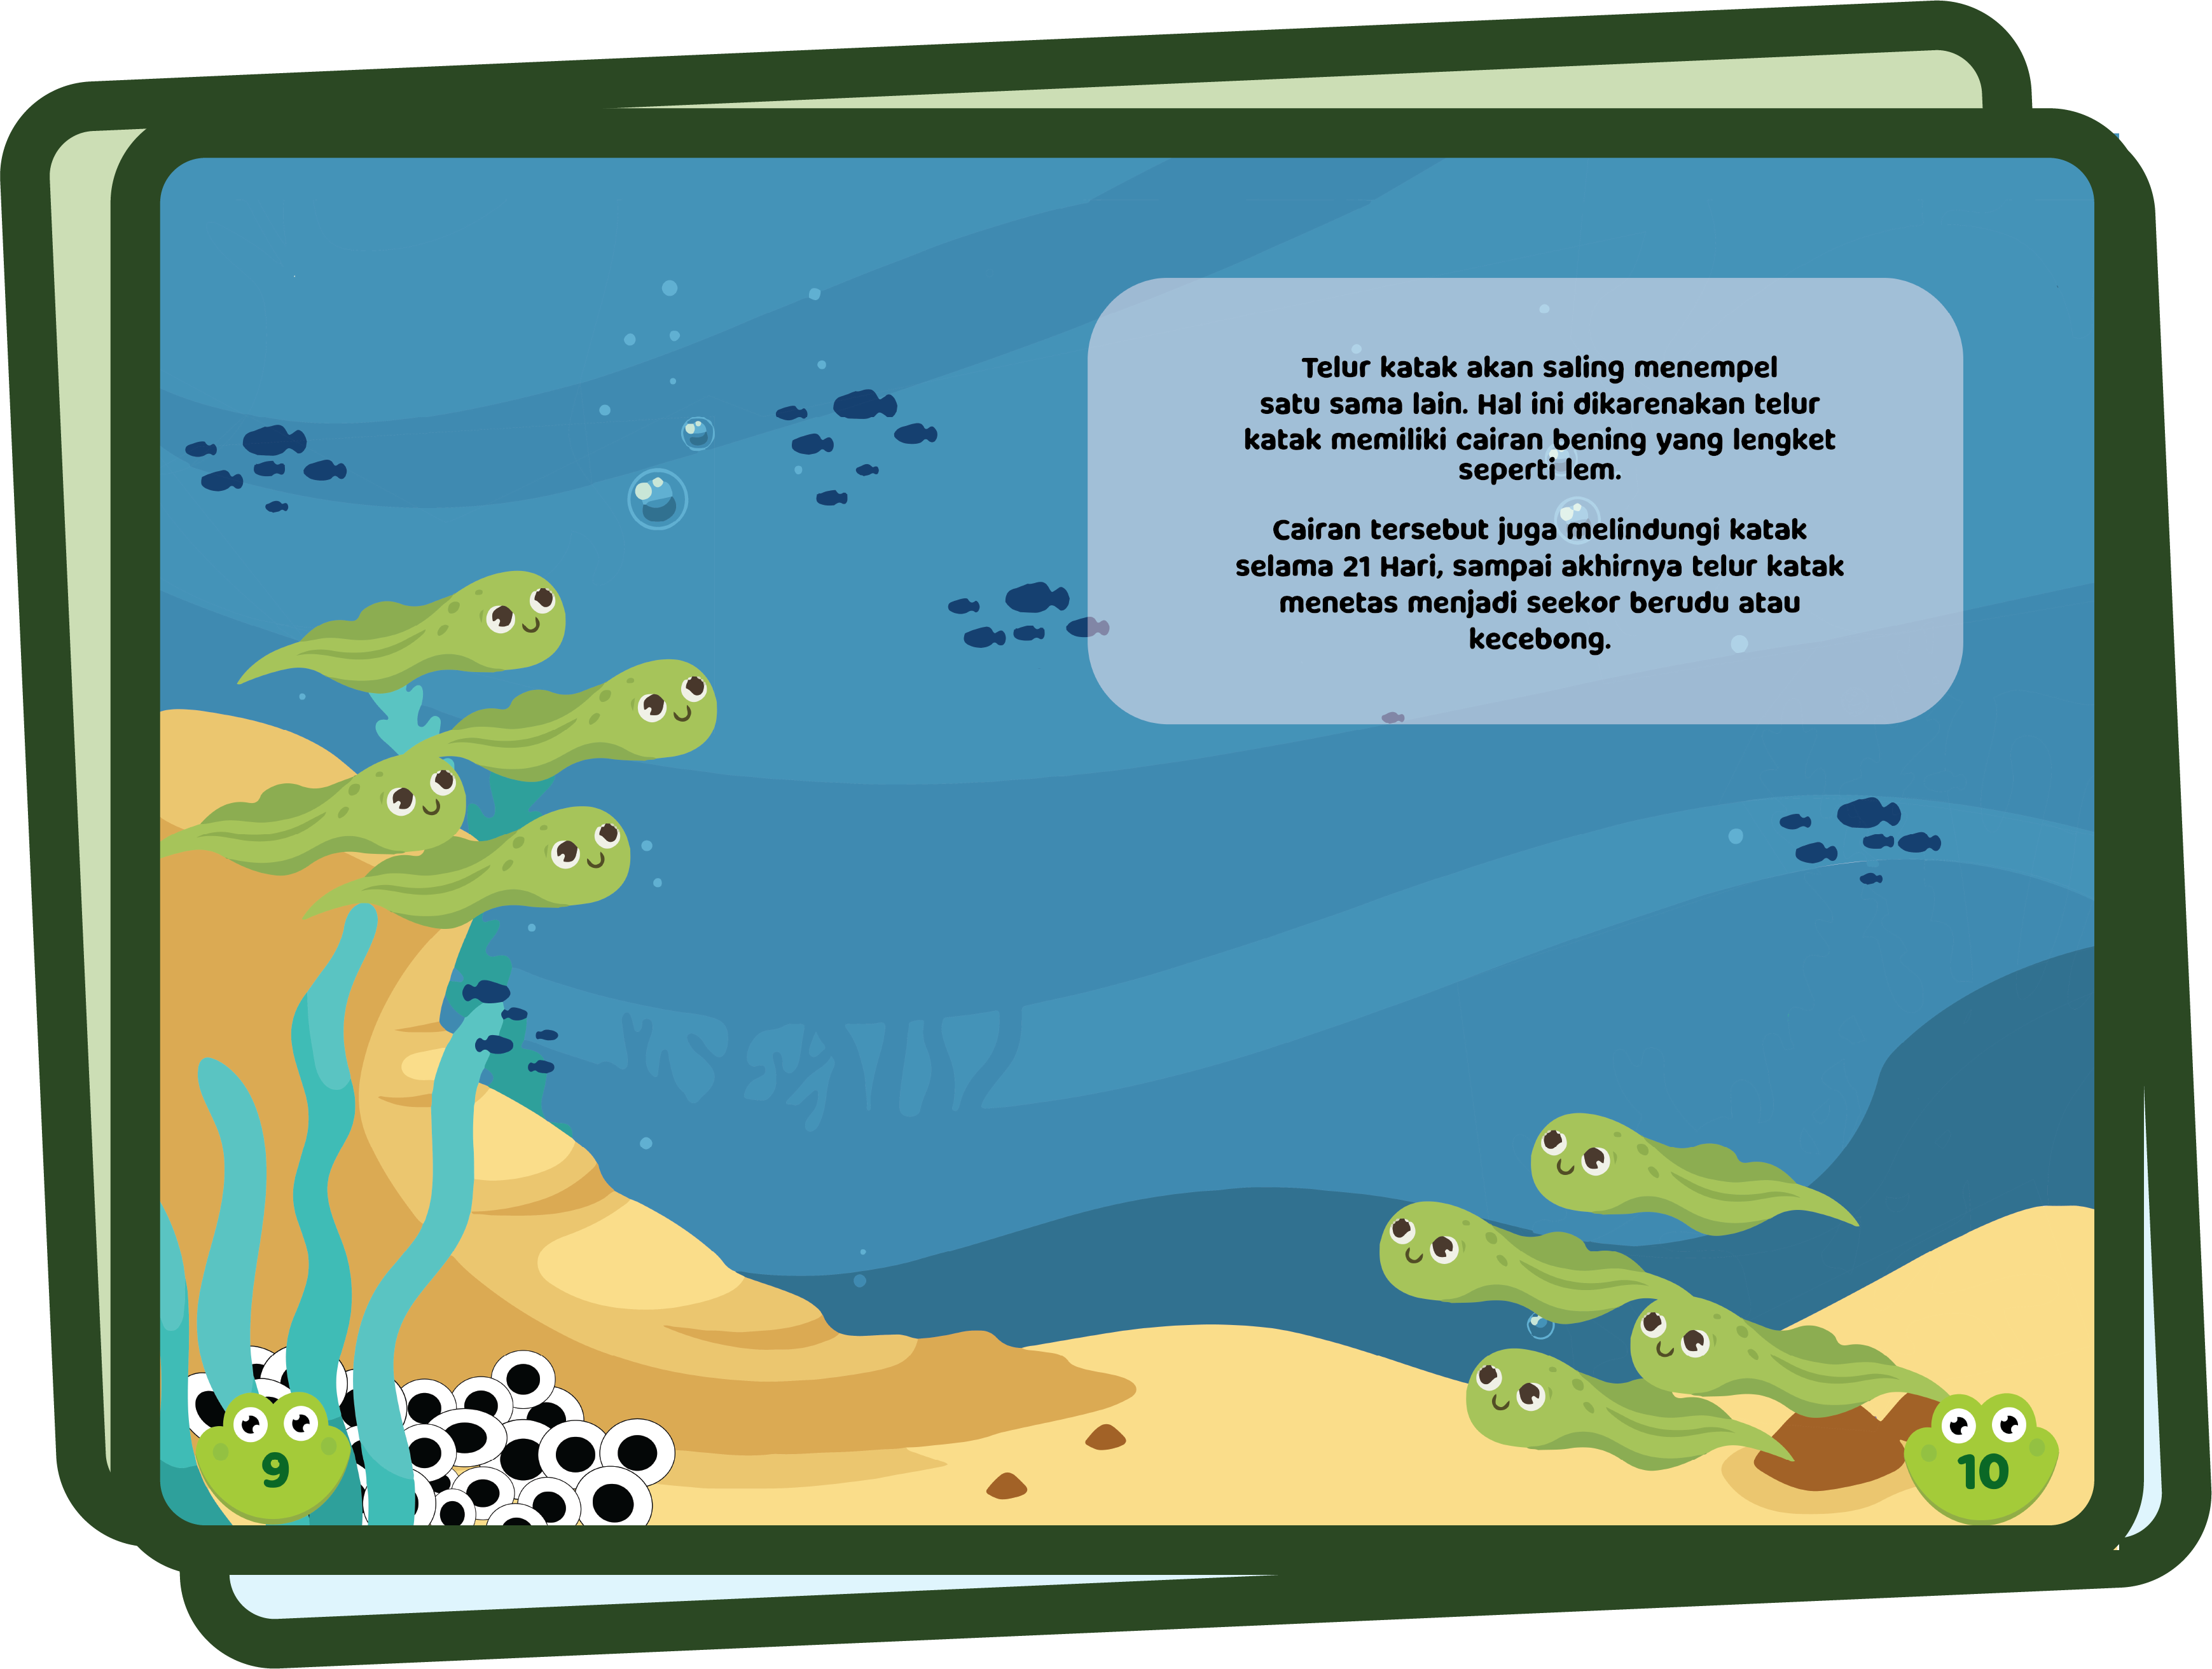 Telur katak akan saling menempel
satu sama lain. Hal ini dikarenakan telur
katak memiliki cairan bening yang lengket
seperti lem.
Cairan tersebut juga melindungi katak
selama 21 Hari, sampai akhirnya telur katak
menetas menjadi seekor berudu atau
kecebong.
9
10